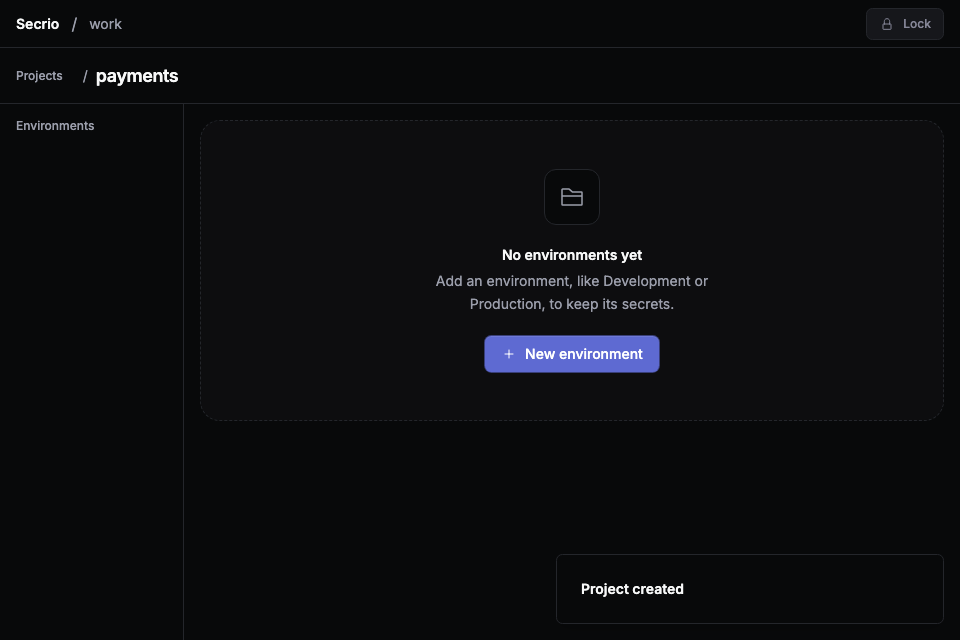 Secrio / work
Lock
Projects / payments
Environments
No environments yet
Add an environment, like Development or
Production, to keep its secrets.
+ New environment
Project created